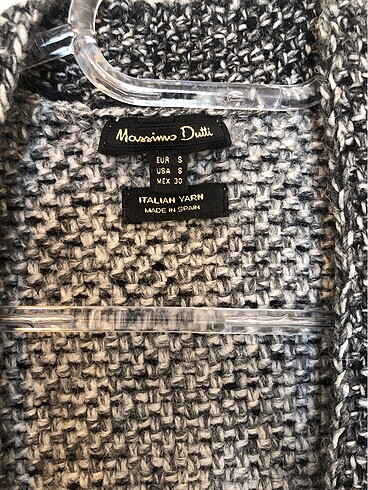 Massimo Dutti
EUR S
USA S
MEX 30
ITALIAN YARN
MADE IN SPAIN